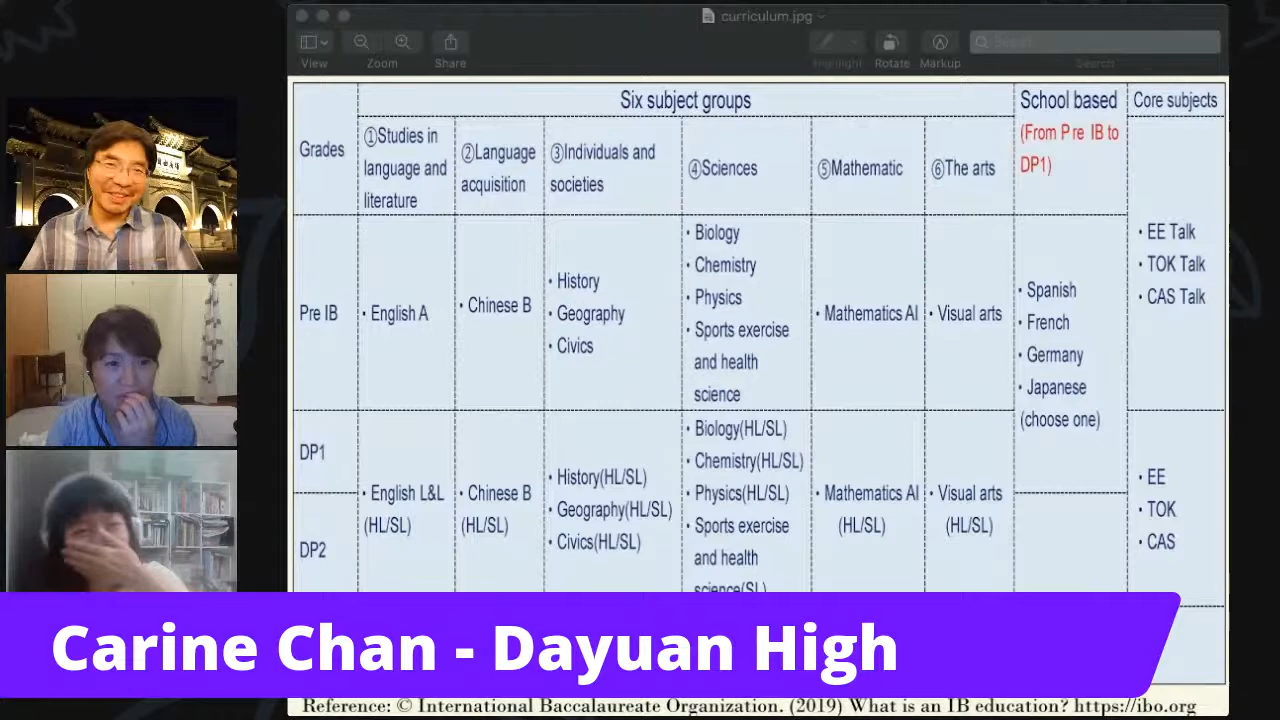 curriculum.jpg
View
Zoom
Share
Highlight
Rotate
Markup
Search
Search
Six subject groups
School based
(From Pre IB to
DP1)
Core subjects
Grades
①Studies in
language and
literature
②Language
acquisition
③Individuals and
societies
④Sciences
⑤Mathematic
⑥The arts
Pre IB
• English A
• Chinese B
• History
• Geography
• Civics
• Biology
• Chemistry
• Physics
• Sports exercise
and health
science
• Mathematics AI
• Visual arts
• Spanish
• French
• Germany
• Japanese
(choose one)
• EE Talk
• TOK Talk
• CAS Talk
DP1
DP2
• English L&L
(HL/SL)
• Chinese B
(HL/SL)
• History(HL/SL)
• Geography(HL/SL)
• Civics(HL/SL)
• Biology(HL/SL)
• Chemistry(HL/SL)
• Physics(HL/SL)
• Sports exercise
and health
science(SL)
• Mathematics AI
(HL/SL)
• Visual arts
(HL/SL)
• EE
• TOK
• CAS
Carine Chan - Dayuan High
Reference: © International Baccalaureate Organization. (2019) What is an IB education? https://ibo.org